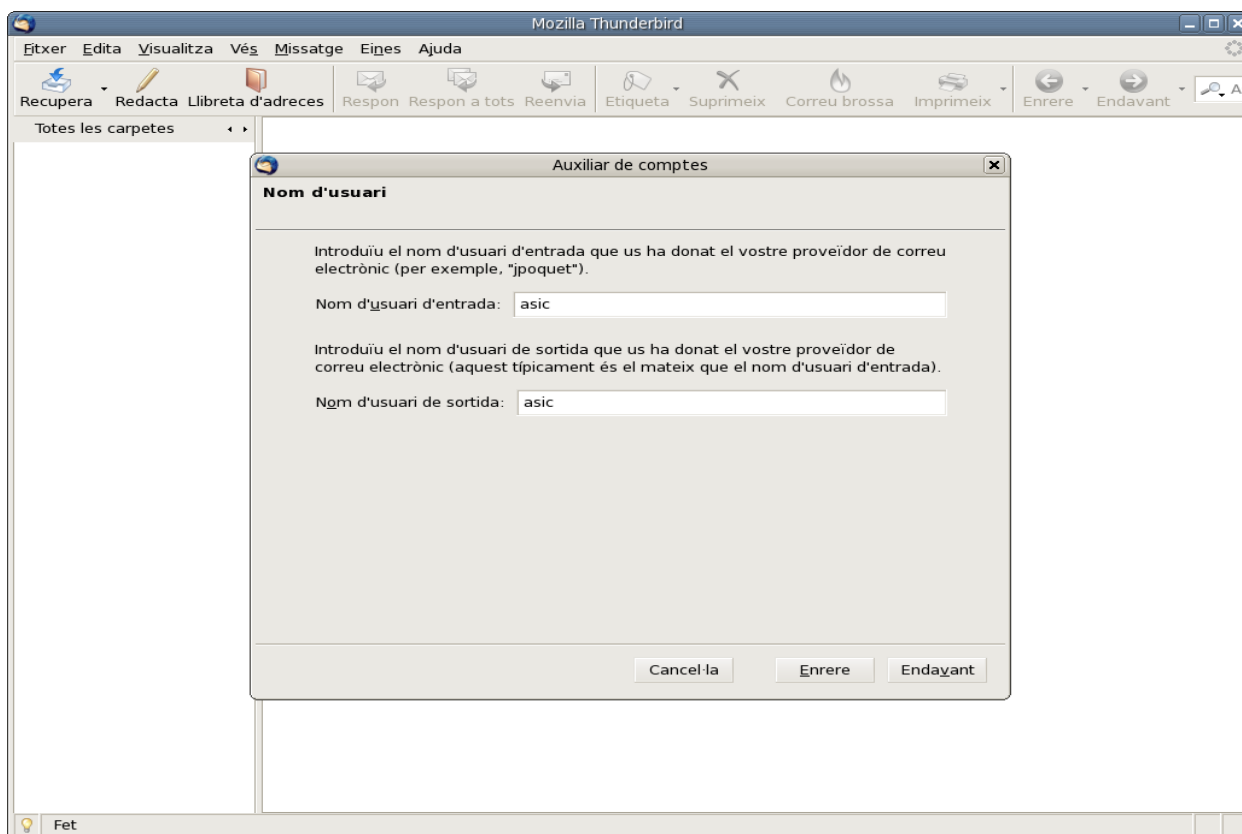 Mozilla Thunderbird
Fitxer Edita Visualitza Vés Missatge Eines Ajuda
Recupera Redacta Llibreta d'adreces Respon Respon a tots Reenvia Etiqueta Suprimeix Correu brossa Imprimeix Enrere Endavant A
Totes les carpetes
Auxiliar de comptes
Nom d'usuari
Introduïu el nom d'usuari d'entrada que us ha donat el vostre proveïdor de correu
electrònic (per exemple, "jpoquet").
Nom d'usuari d'entrada: asic
Introduïu el nom d'usuari de sortida que us ha donat el vostre proveïdor de
correu electrònic (aquest típicament és el mateix que el nom d'usuari d'entrada).
Nom d'usuari de sortida: asic
Cancel·la Enrere Endavant
Fet